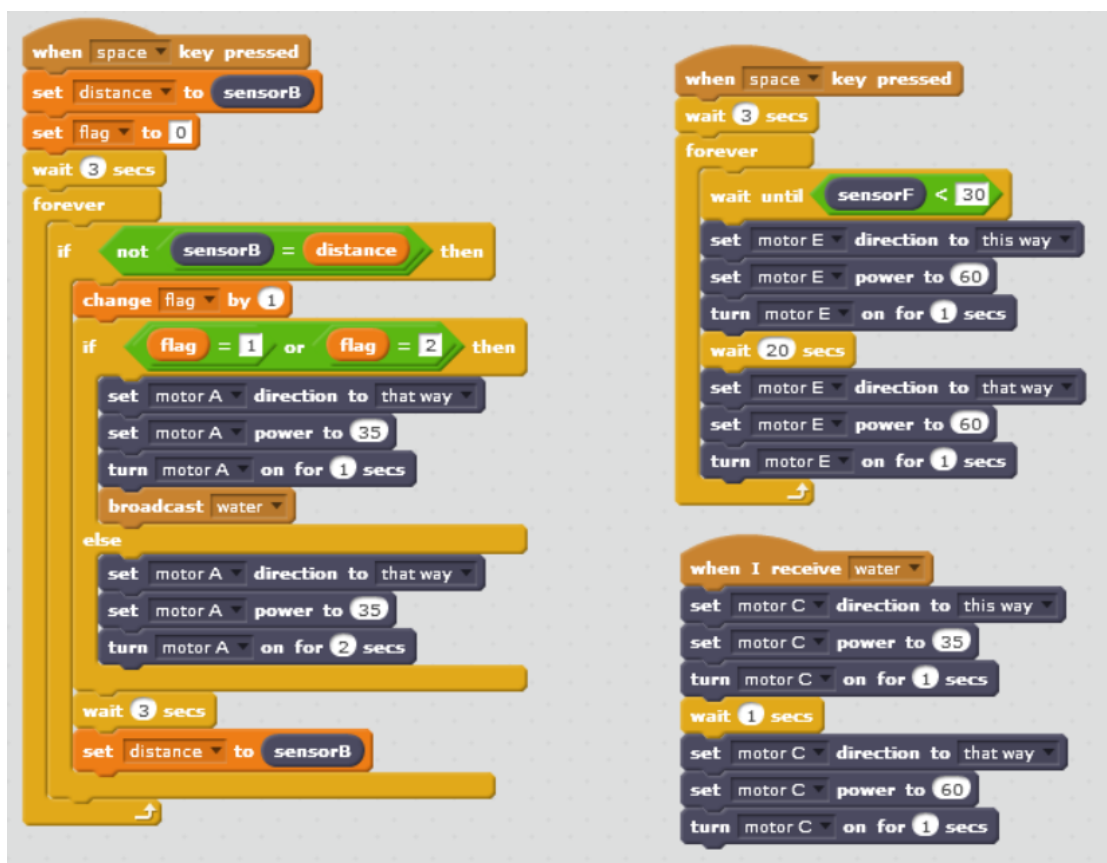 when space key pressed
set distance to sensorB
set flag to 0
wait 3 secs
forever
if not sensorB = distance then
change flag by 1
if flag = 1 or flag = 2 then
set motor A direction to that way
set motor A power to 35
turn motor A on for 1 secs
broadcast water
else
set motor A direction to that way
set motor A power to 35
turn motor A on for 2 secs
wait 3 secs
set distance to sensorB
when space key pressed
wait 3 secs
forever
wait until sensorF < 30
set motor E direction to this way
set motor E power to 60
turn motor E on for 1 secs
wait 20 secs
set motor E direction to that way
set motor E power to 60
turn motor E on for 1 secs
when I receive water
set motor C direction to this way
set motor C power to 35
turn motor C on for 1 secs
wait 1 secs
set motor C direction to that way
set motor C power to 60
turn motor C on for 1 secs